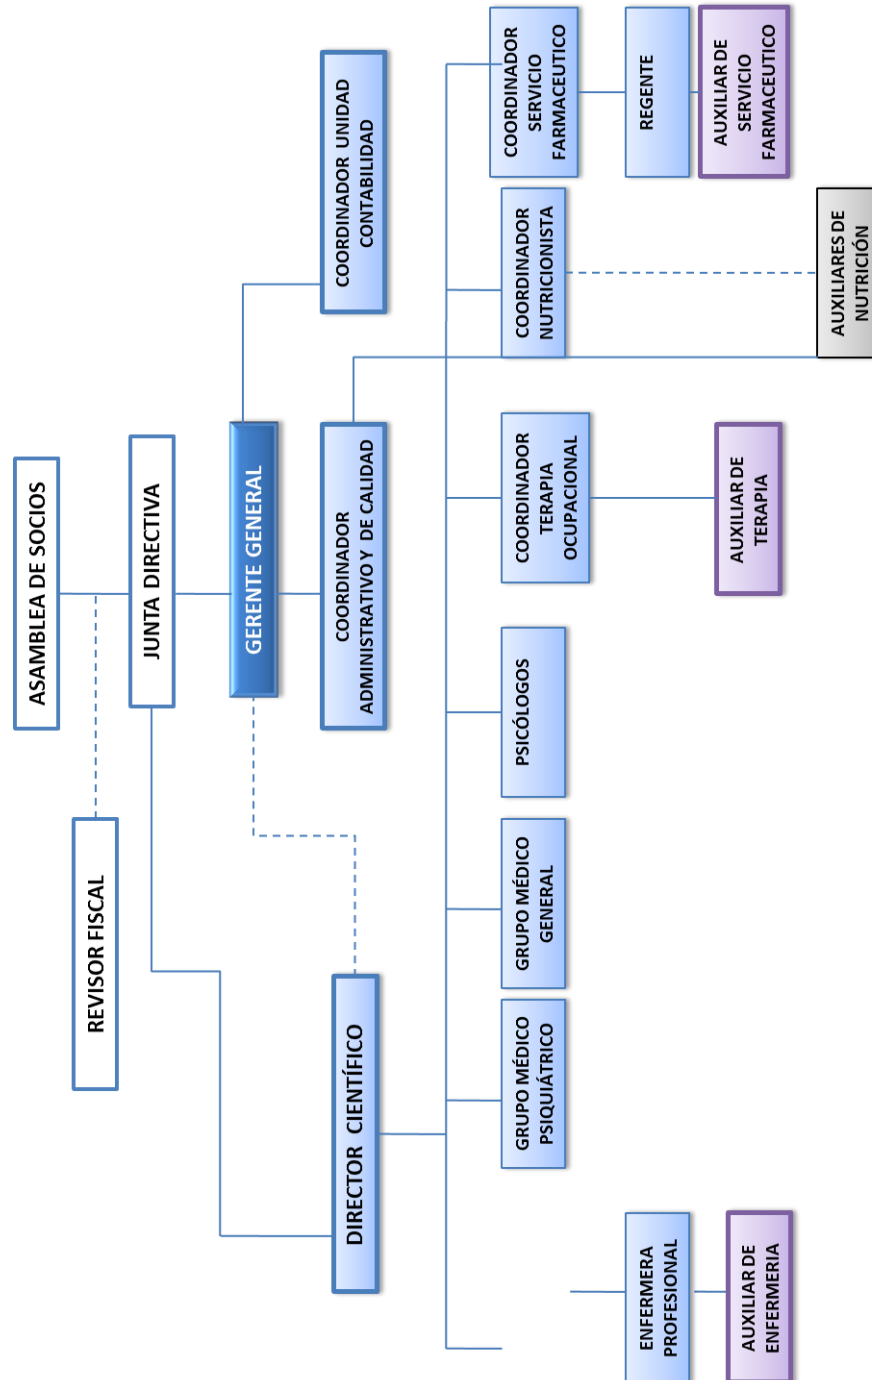 ASAMBLEA DE SOCIOS
REVISOR FISCAL
JUNTA DIRECTIVA
GERENTE GENERAL
DIRECTOR CIENTÍFICO
COORDINADOR
ADMINISTRATIVO Y DE CALIDAD
COORDINADOR UNIDAD
CONTABILIDAD
GRUPO MÉDICO
PSIQUIÁTRICO
GRUPO MÉDICO
GENERAL
PSICÓLOGOS
COORDINADOR
TERAPIA
OCUPACIONAL
COORDINADOR
NUTRICIONISTA
COORDINADOR
SERVICIO
FARMACEUTICO
ENFERMERA
PROFESIONAL
REGENTE
AUXILIAR DE
ENFERMERIA
AUXILIAR DE
TERAPIA
AUXILIAR DE
SERVICIO
FARMACEUTICO
AUXILIARES DE
NUTRICIÓN